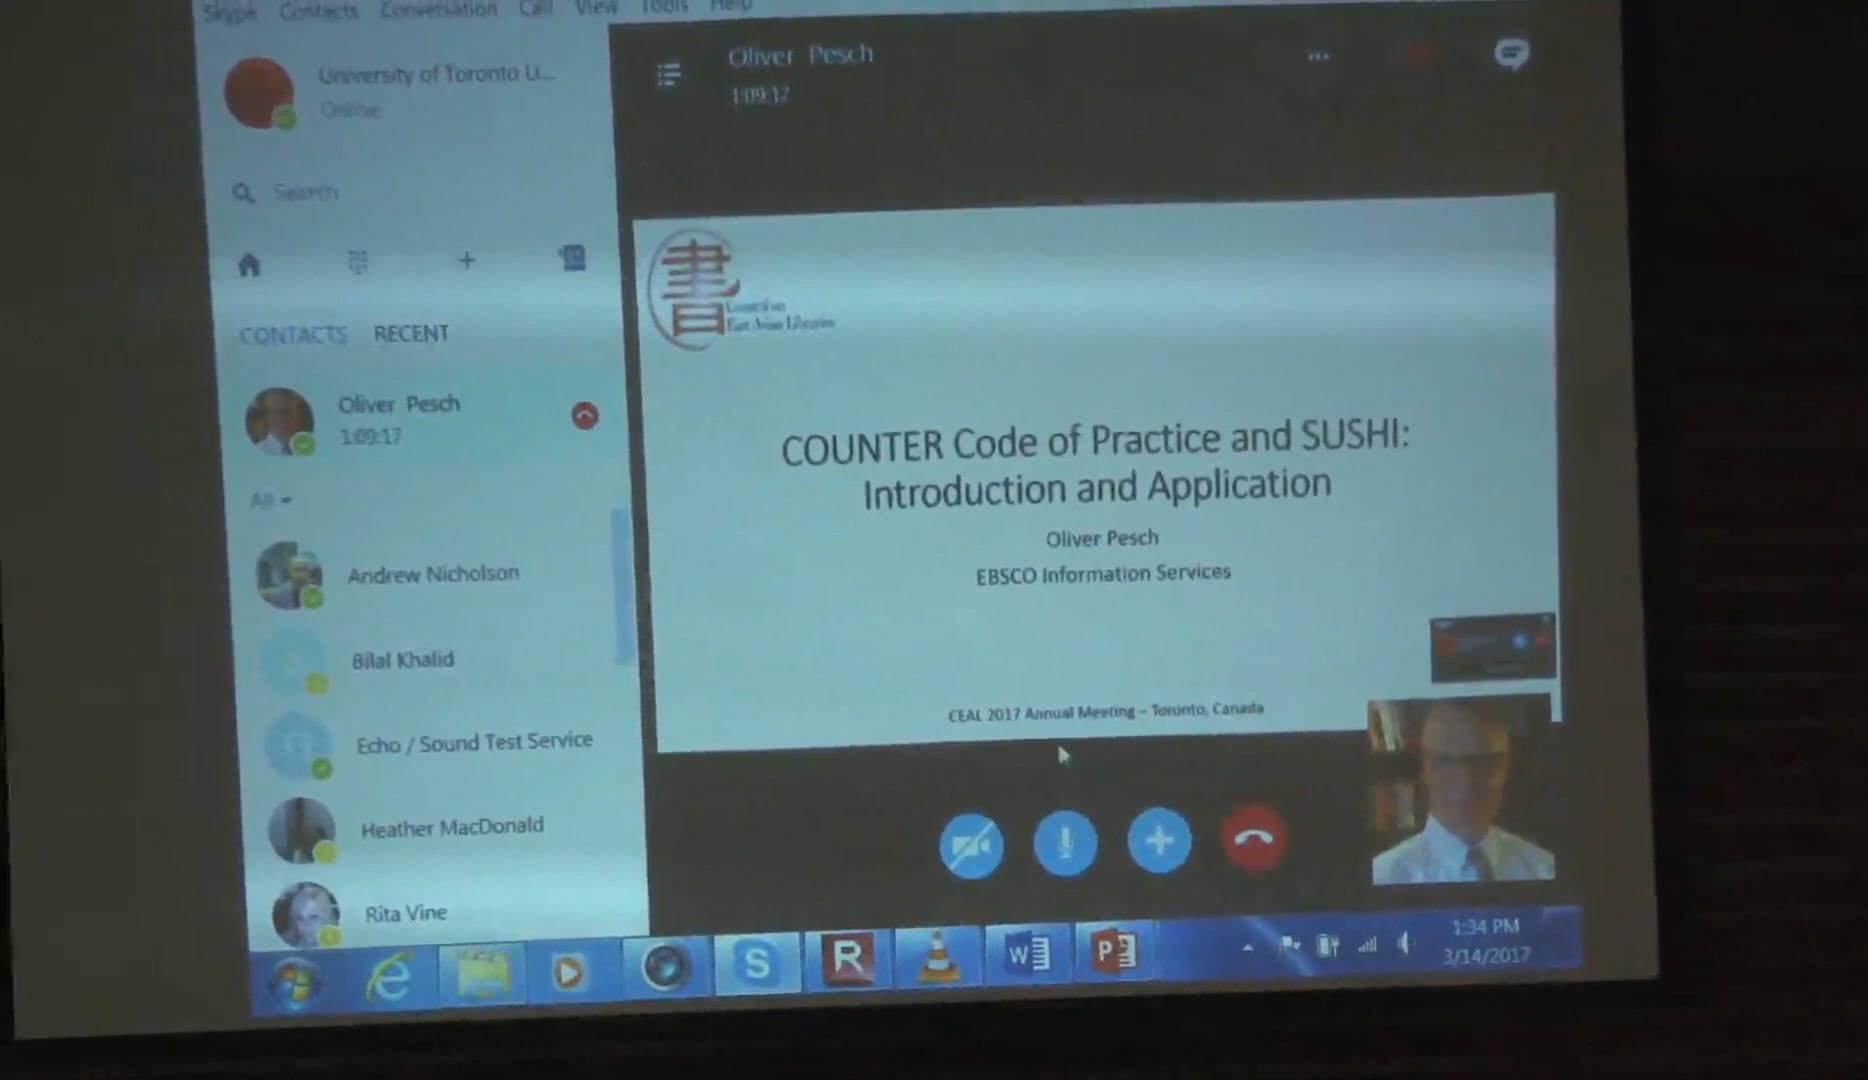 Skype Contacts Conversation Call View Tools Help
University of Toronto Li...
Online
Search
CONTACTS RECENT
Oliver Pesch
1:09:17
All
Andrew Nicholson
Bilal Khalid
Echo / Sound Test Service
Heather MacDonald
Rita Vine
Oliver Pesch
1:09:17
書
Council on
East Asian Libraries
COUNTER Code of Practice and SUSHI:
Introduction and Application
Oliver Pesch
EBSCO Information Services
CEAL 2017 Annual Meeting – Toronto, Canada
S
R
W
P
1:34 PM
3/14/2017